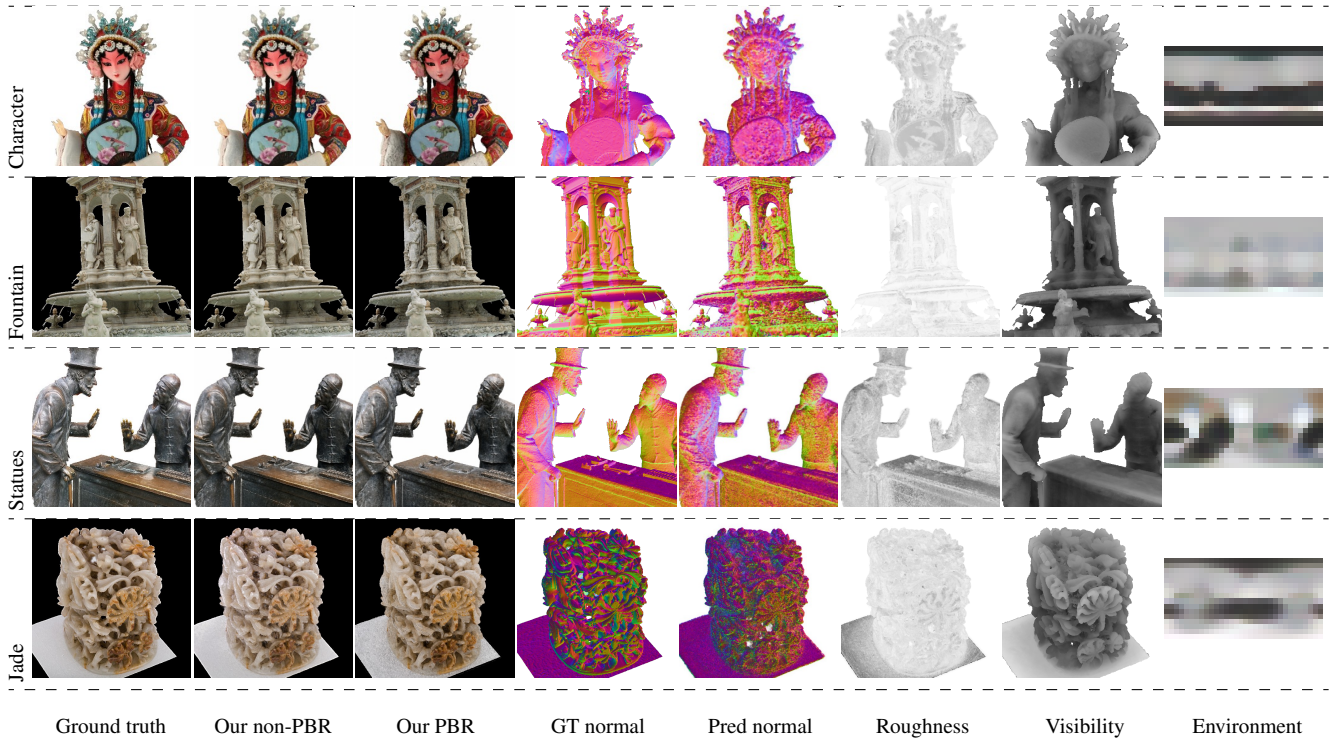 Character
Fountain
Statues
Jade
Ground truth Our non-PBR Our PBR GT normal Pred normal Roughness Visibility Environment